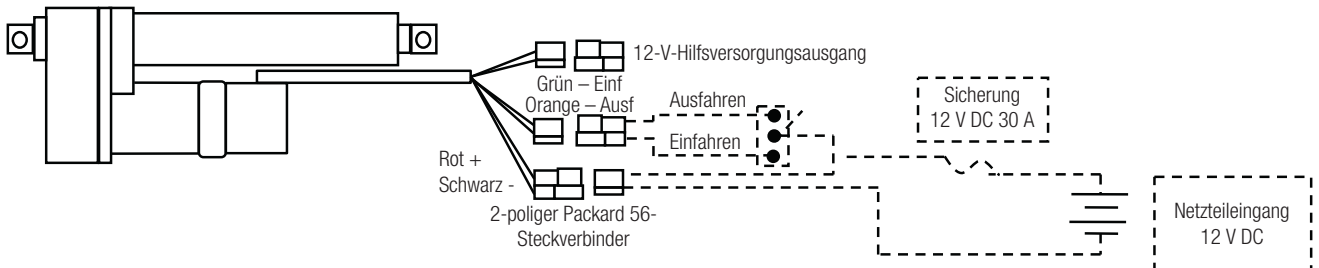 12-V-Hilfsversorgungsausgang
Grün – Einf
Orange – Ausf
Ausfahren
Einfahren
Sicherung
12 V DC 30 A
Rot +
Schwarz -
2-poliger Packard 56-
Steckverbinder
Netzteileingang
12 V DC